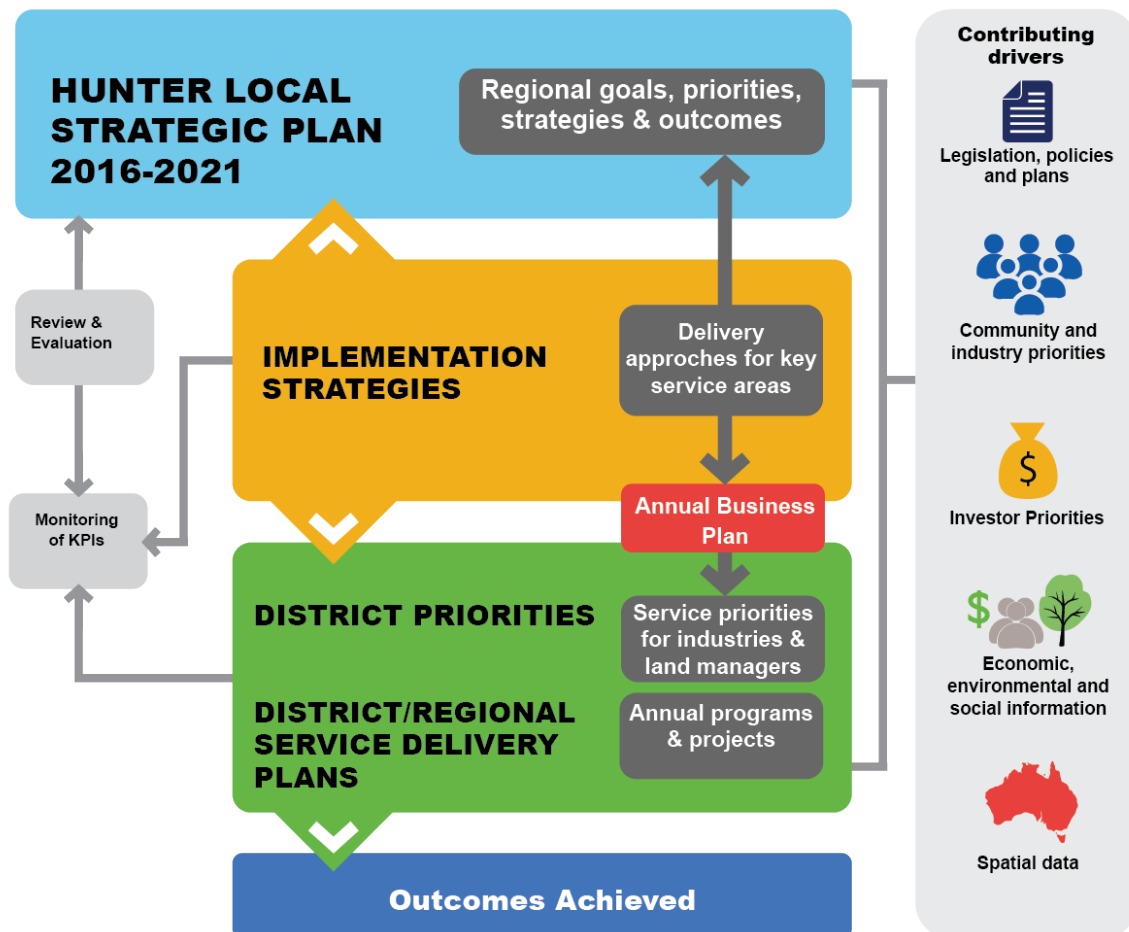 HUNTER LOCAL
STRATEGIC PLAN
2016-2021
Regional goals, priorities,
strategies & outcomes
Review &
Evaluation
IMPLEMENTATION
STRATEGIES
Delivery
approches for key
service areas
Monitoring
of KPIs
Annual Business
Plan
DISTRICT PRIORITIES
Service priorities
for industries &
land managers
DISTRICT/REGIONAL
SERVICE DELIVERY
PLANS
Annual programs
& projects
Outcomes Achieved
Contributing
drivers
Legislation, policies
and plans
Community and
industry priorities
$
Investor Priorities
$
Economic,
environmental and
social information
Spatial data